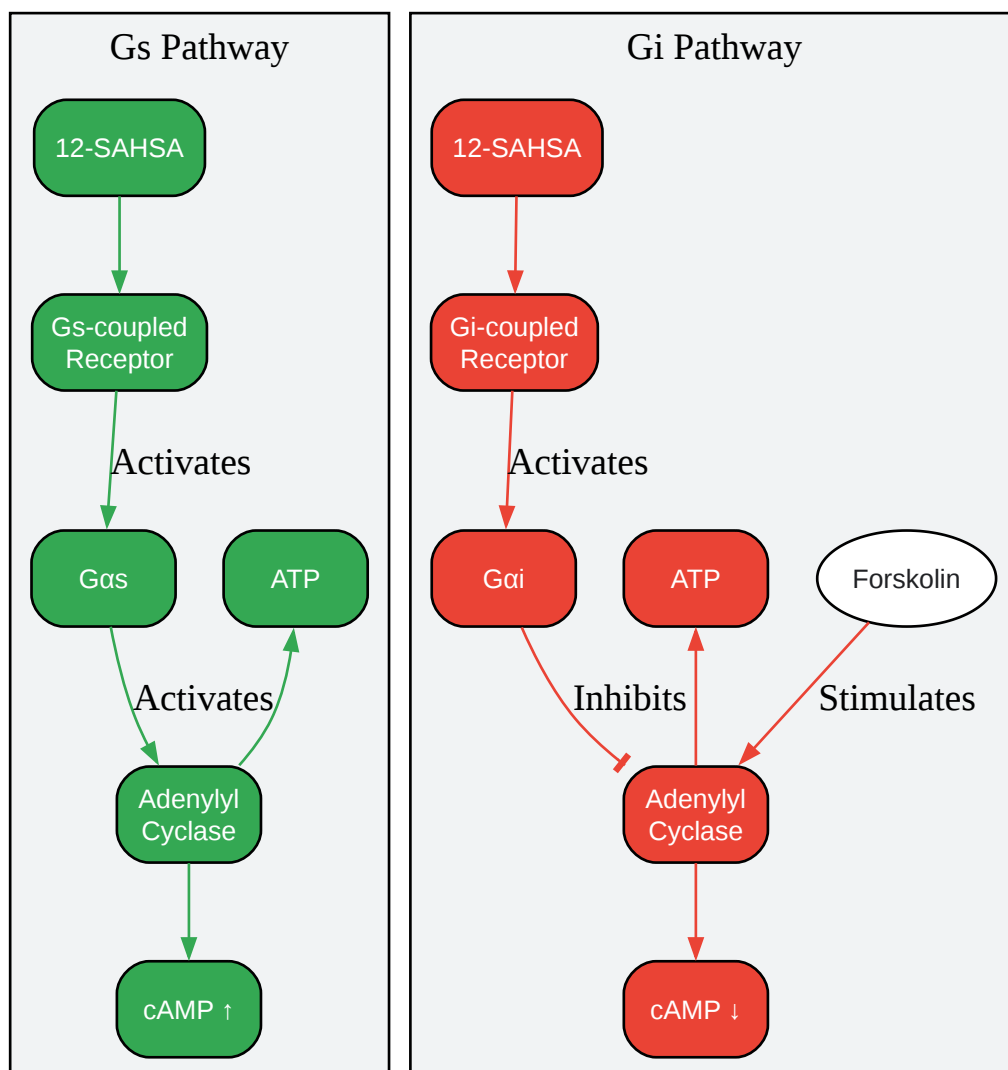 Gs Pathway
12-SAHSA
Gs-coupled
Receptor
Activates
Gαs
ATP
Activates
Adenylyl
Cyclase
cAMP ↑
Gi Pathway
12-SAHSA
Gi-coupled
Receptor
Activates
Gαi
ATP
Forskolin
Inhibits
Stimulates
Adenylyl
Cyclase
cAMP ↓